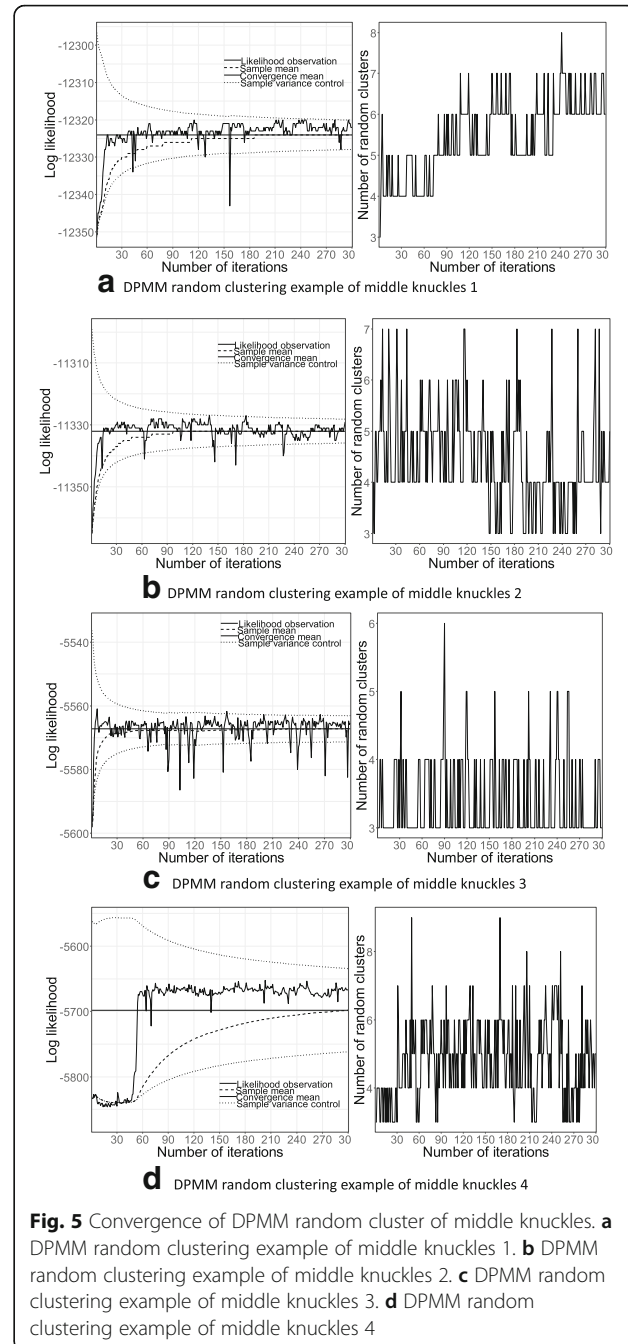 Log likelihood
-12300
-12310
-12320
-12330
-12340
-12350
Likelihood observation
Sample mean
Convergence mean
Sample variance control
30 60 90 120 150 180 210 240 270 30
Number of iterations
Number of random clusters
8
7
6
5
4
3
30 60 90 120 150 180 210 240 270 30
Number of iterations
a DPMM random clustering example of middle knuckles 1
Log likelihood
-11310
-11330
-11350
Likelihood observation
Sample mean
Convergence mean
Sample variance control
30 60 90 120 150 180 210 240 270 30
Number of iterations
Number of random clusters
7
6
5
4
3
30 60 90 120 150 180 210 240 270 30
Number of iterations
b DPMM random clustering example of middle knuckles 2
Log likelihood
-5540
-5560
-5580
-5600
Likelihood observation
Sample mean
Convergence mean
Sample variance control
30 60 90 120 150 180 210 240 270 30
Number of iterations
Number of random clusters
6
5
4
3
30 60 90 120 150 180 210 240 270 30
Number of iterations
c DPMM random clustering example of middle knuckles 3
Log likelihood
-5600
-5700
-5800
Likelihood observation
Sample mean
Convergence mean
Sample variance control
30 60 90 120 150 180 210 240 270 30
Number of iterations
Number of random clusters
8
6
4
30 60 90 120 150 180 210 240 270 30
Number of iterations
d DPMM random clustering example of middle knuckles 4
Fig. 5 Convergence of DPMM random cluster of middle knuckles. a
DPMM random clustering example of middle knuckles 1. b DPMM
random clustering example of middle knuckles 2. c DPMM random
clustering example of middle knuckles 3. d DPMM random
clustering example of middle knuckles 4